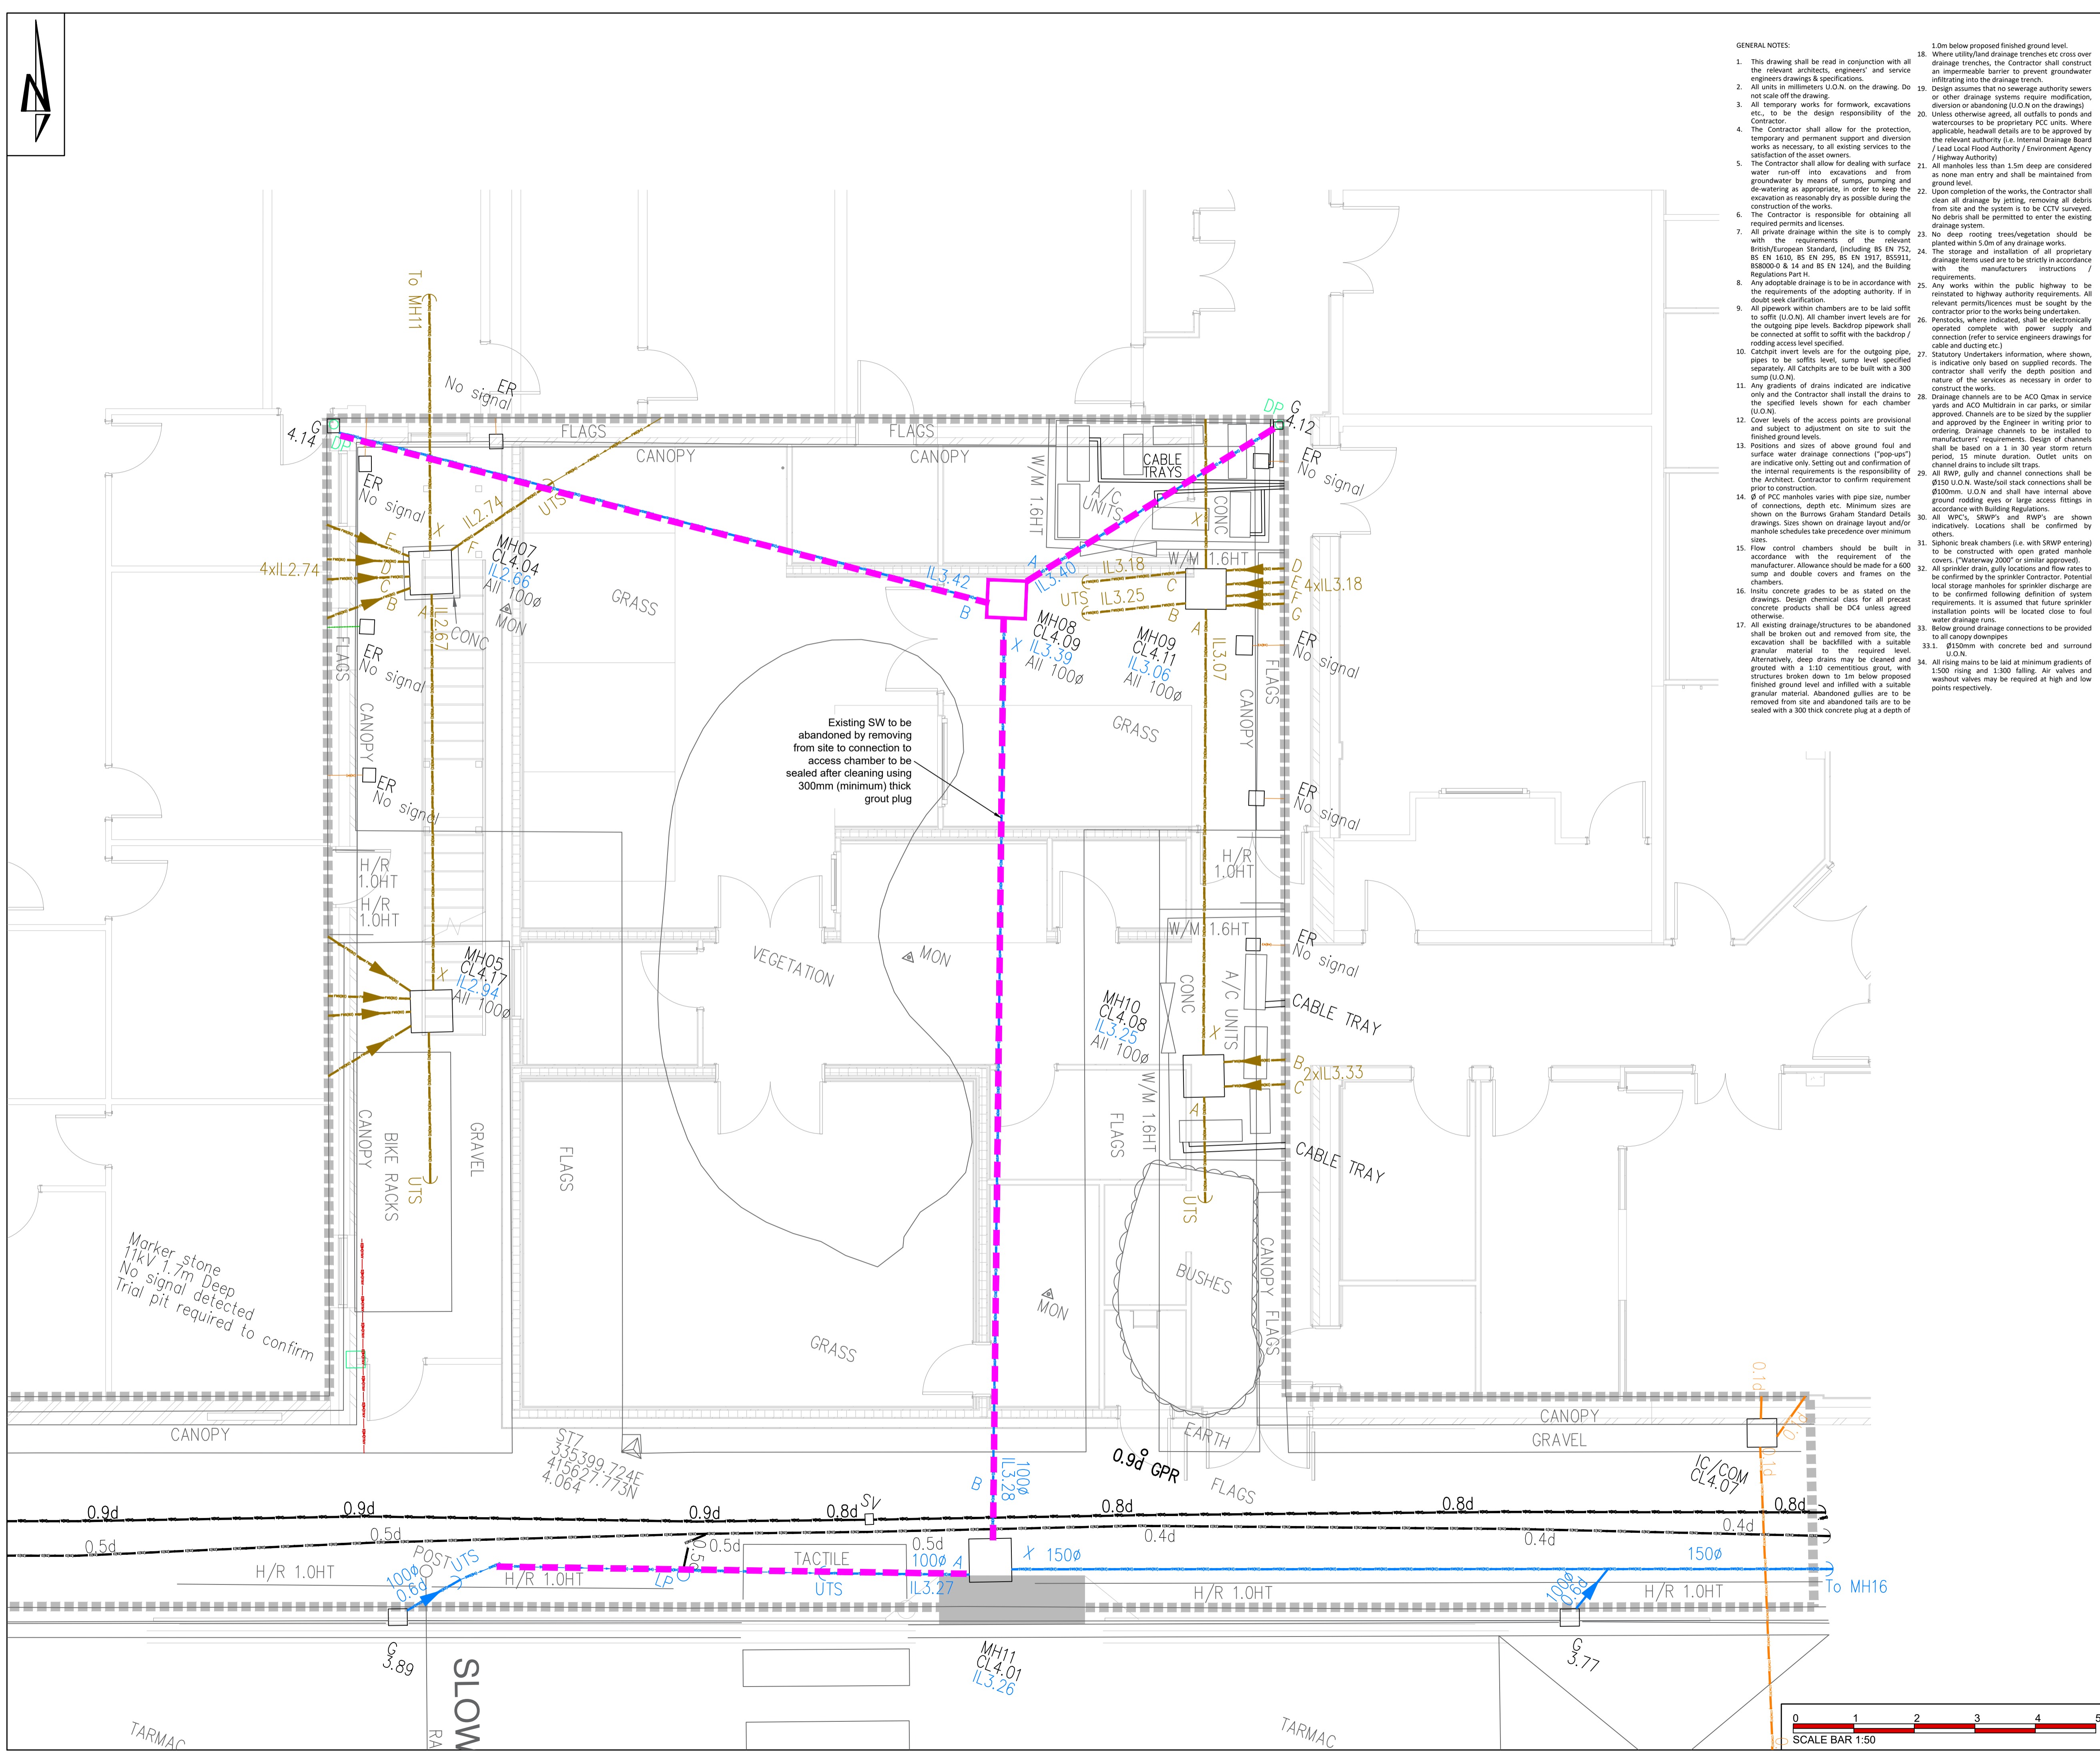 N
GENERAL NOTES:
1. This drawing shall be read in conjunction with all
the relevant architects, engineers' and service
engineers drawings & specifications.
2. All units in millimeters U.O.N. on the drawing. Do
not scale off the drawing.
3. All temporary works for formwork, excavations
etc., to be the design responsibility of the
Contractor.
4. The Contractor shall allow for the protection,
temporary and permanent support and diversion
works as necessary, to all existing services to the
satisfaction of the asset owners.
5. The Contractor shall allow for dealing with surface
water run-off into excavations and from
groundwater by means of sumps, pumping and
de-watering as appropriate, in order to keep the
excavation as reasonably dry as possible during the
construction of the works.
6. The Contractor is responsible for obtaining all
required permits and licenses.
7. All private drainage within the site is to comply
with the requirements of the relevant
British/European Standard, (including BS EN 752,
BS EN 1610, BS EN 295, BS EN 1917, BS5911,
BS8000-0 & 14 and BS EN 124), and the Building
Regulations Part H.
8. Any adoptable drainage is to be in accordance with
the requirements of the adopting authority. If in
doubt seek clarification.
9. All pipework within chambers are to be laid soffit
to soffit (U.O.N). All chamber invert levels are for
the outgoing pipe levels. Backdrop pipework shall
be connected at soffit to soffit with the backdrop /
rodding access level specified.
10. Catchpit invert levels are for the outgoing pipe,
pipes to be soffits level, sump level specified
separately. All Catchpits are to be built with a 300
sump (U.O.N).
11. Any gradients of drains indicated are indicative
only and the Contractor shall install the drains to
the specified levels shown for each chamber
(U.O.N).
12. Cover levels of the access points are provisional
and subject to adjustment on site to suit the
finished ground levels.
13. Positions and sizes of above ground foul and
surface water drainage connections ("pop-ups")
are indicative only. Setting out and confirmation of
the internal requirements is the responsibility of
the Architect. Contractor to confirm requirement
prior to construction.
14. Ø of PCC manholes varies with pipe size, number
of connections, depth etc. Minimum sizes are
shown on the Burrows Graham Standard Details
drawings. Sizes shown on drainage layout and/or
manhole schedules take precedence over minimum
sizes.
15. Flow control chambers should be built in
accordance with the requirement of the
manufacturer. Allowance should be made for a 600
sump and double covers and frames on the
chambers.
16. Insitu concrete grades to be as stated on the
drawings. Design chemical class for all precast
concrete products shall be DC4 unless agreed
otherwise.
17. All existing drainage/structures to be abandoned
shall be broken out and removed from site, the
excavation shall be backfilled with a suitable
granular material to the required level.
Alternatively, deep drains may be cleaned and
grouted with a 1:10 cementitious grout, with
structures broken down to 1m below proposed
finished ground level and infilled with a suitable
granular material. Abandoned gullies are to be
removed from site and abandoned tails are to be
sealed with a 300 thick concrete plug at a depth of
1.0m below proposed finished ground level.
18. Where utility/land drainage trenches etc cross over
drainage trenches, the Contractor shall construct
an impermeable barrier to prevent groundwater
infiltrating into the drainage trench.
19. Design assumes that no sewerage authority sewers
or other drainage systems require modification,
diversion or abandoning (U.O.N on the drawings)
20. Unless otherwise agreed, all outfalls to ponds and
watercourses to be proprietary PCC units. Where
applicable, headwall details are to be approved by
the relevant authority (i.e. Internal Drainage Board
/ Lead Local Flood Authority / Environment Agency
/ Highway Authority)
21. All manholes less than 1.5m deep are considered
as none man entry and shall be maintained from
ground level.
22. Upon completion of the works, the Contractor shall
clean all drainage by jetting, removing all debris
from site and the system is to be CCTV surveyed.
No debris shall be permitted to enter the existing
drainage system.
23. No deep rooting trees/vegetation should be
planted within 5.0m of any drainage works.
24. The storage and installation of all proprietary
drainage items used are to be strictly in accordance
with the manufacturers instructions /
requirements.
25. Any works within the public highway to be
reinstated to highway authority requirements. All
relevant permits/licences must be sought by the
contractor prior to the works being undertaken.
26. Penstocks, where indicated, shall be electronically
operated complete with power supply and
connection (refer to service engineers drawings for
cable and ducting etc.)
27. Statutory Undertakers information, where shown,
is indicative only based on supplied records. The
contractor shall verify the depth position and
nature of the services as necessary in order to
construct the works.
28. Drainage channels are to be ACO Qmax in service
yards and ACO Multidrain in car parks, or similar
approved. Channels are to be sized by the supplier
and approved by the Engineer in writing prior to
ordering. Drainage channels to be installed to
manufacturers' requirements. Design of channels
shall be based on a 1 in 30 year storm return
period, 15 minute duration. Outlet units on
channel drains to include silt traps.
29. All RWP, gully and channel connections shall be
Ø150 U.O.N. Waste/soil stack connections shall be
Ø100mm. U.O.N and shall have internal above
ground rodding eyes or large access fittings in
accordance with Building Regulations.
30. All WPC's, SRWP's and RWP's are shown
indicatively. Locations shall be confirmed by
others.
31. Siphonic break chambers (i.e. with SRWP entering)
to be constructed with open grated manhole
covers. ("Waterway 2000" or similar approved).
32. All sprinkler drain, gully locations and flow rates to
be confirmed by the sprinkler Contractor. Potential
local storage manholes for sprinkler discharge are
to be confirmed following definition of system
requirements. It is assumed that future sprinkler
installation points will be located close to foul
water drainage runs.
33. Below ground drainage connections to be provided
to all canopy downpipes
33.1. Ø150mm with concrete bed and surround
U.O.N.
34. All rising mains to be laid at minimum gradients of
1:500 rising and 1:300 falling. Air valves and
washout valves may be required at high and low
points respectively.
To MH11
ER
No signal
G
4.14
DP
FLAGS
FLAGS
DP
G
4.12
CANOPY
CANOPY
CABLE
TRAYS
W/M 1.6HT
A/C
UNITS
CONC
ER
No signal
ER
No signal
X
IL2.74
UTS
X
W/M 1.6HT
E
D
C
B
A
F
4xIL2.74
MH07
CL4.04
IL2.66
All 100ø
MON
IL2.67
CONC
GRASS
IL3.42
B
A
IL3.40
IL3.18
UTS IL3.25
C
B
A
D
E
F
G
4xIL3.18
MH08
CL4.09
IL3.39
All 100ø
X
MH09
CL4.11
IL3.06
All 100ø
IL3.07
FLAGS
ER
No signal
FLAGS
ER
No signal
CANOPY
CANOPY
GRASS
Existing SW to be
abandoned by removing
from site to connection to
access chamber to be
sealed after cleaning using
300mm (minimum) thick
grout plug
ER
No signal
ER
No signal
H/R
1.0HT
H/R
1.0HT
H/R
1.0HT
W/M 1.6HT
ER
No signal
MH05
CL4.17
IL2.94
All 100ø
X
VEGETATION
MON
CONC
A/C UNITS
CABLE TRAY
MH10
CL4.08
IL3.25
All 100ø
X
B
C
2xIL3.33
A
W/M 1.6HT
FLAGS
CABLE TRAY
CANOPY
BIKE RACKS
GRAVEL
UTS
FLAGS
UTS
Marker stone
11kV 1.7m Deep
No signal detected
Trial pit required to confirm
CANOPY
FLAGS
BUSHES
MON
GRASS
0.1d
0.1d
0.1d
CANOPY
CANOPY
GRAVEL
ST7
335399.724E
415627.773N
4.064
EARTH
0.9d GPR
FLAGS
B
100ø
IL3.28
IC/COM
CL4.07
0.9d
0.9d
0.9d
0.8d
SV
0.8d
0.8d
0.8d
0.5d
0.5d
0.5d
0.5d
0.5d
0.4d
0.4d
0.4d
H/R 1.0HT
POST
UTS
100ø
0.6d
H/R 1.0HT
LP
TACTILE
UTS
100ø A
IL3.27
X 150ø
150ø
H/R 1.0HT
100ø
0.6d
H/R 1.0HT
To MH16
G
3.89
MH11
CL4.01
IL3.26
G
3.77
SLOW
RA
TARMAC
TARMAC
0 1 2 3 4 5
SCALE BAR 1:50